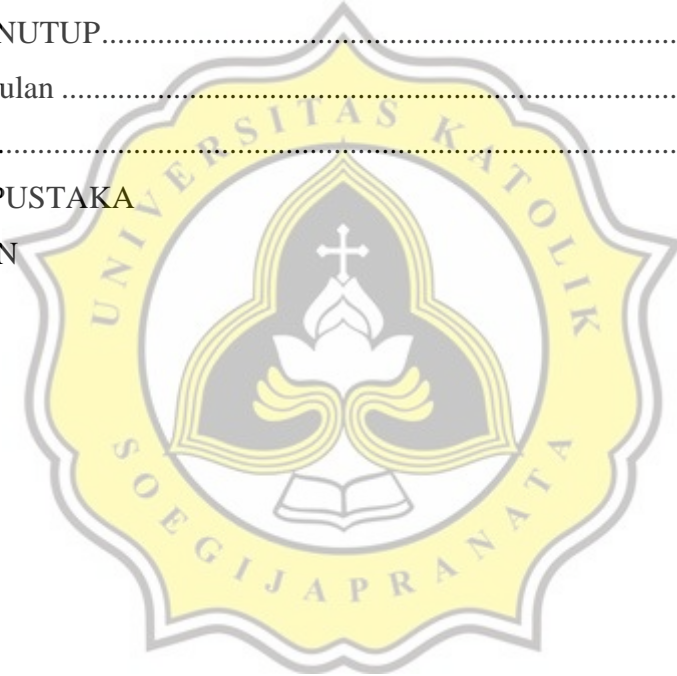 NUTUP........................................................................
ulan ............................................................................
....................................................................................
PUSTAKA
N
UNIVERSITAS KATOLIK
SOEGIJAPRANATA